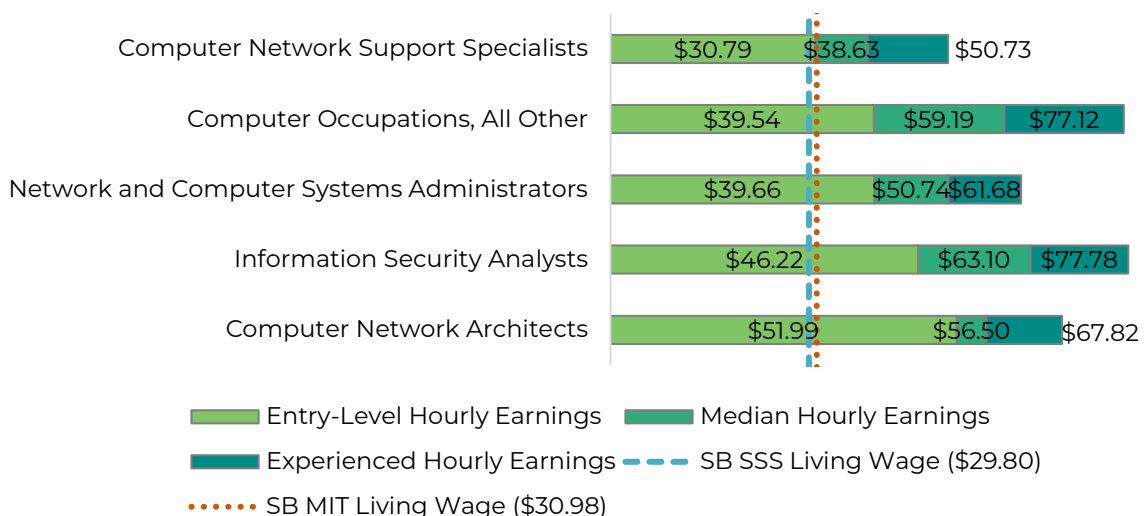 Computer Network Support Specialists $30.79 $38.63 $50.73
Computer Occupations, All Other $39.54 $59.19 $77.12
Network and Computer Systems Administrators $39.66 $50.74 $61.68
Information Security Analysts $46.22 $63.10 $77.78
Computer Network Architects $51.99 $56.50 $67.82
Entry-Level Hourly Earnings Median Hourly Earnings
Experienced Hourly Earnings SB SSS Living Wage ($29.80)
SB MIT Living Wage ($30.98)